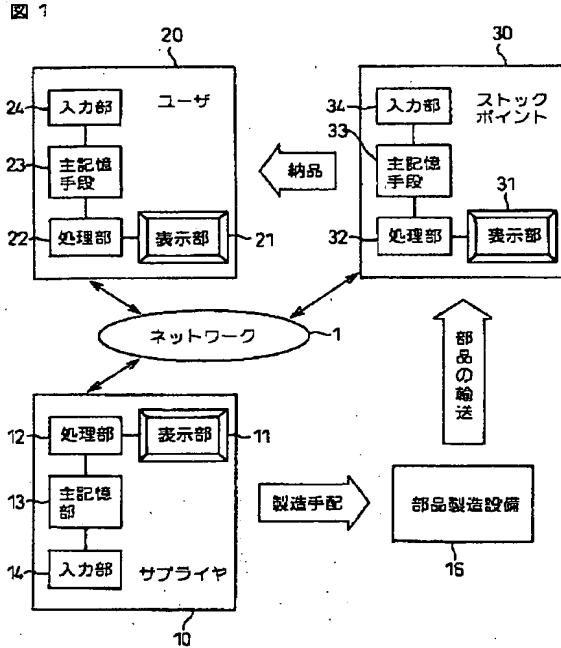 図 1
20
30
24
入力部
ユーザ
23
主記憶
手段
22
処理部
表示部
21
納品
34
入力部
ストック
ポイント
33
主記憶
手段
31
32
処理部
表示部
ネットワーク
1
部品の輸送
12
処理部
表示部
11
13
主記憶
部
14
入力部
サプライヤ
10
製造手配
部品製造設備
16